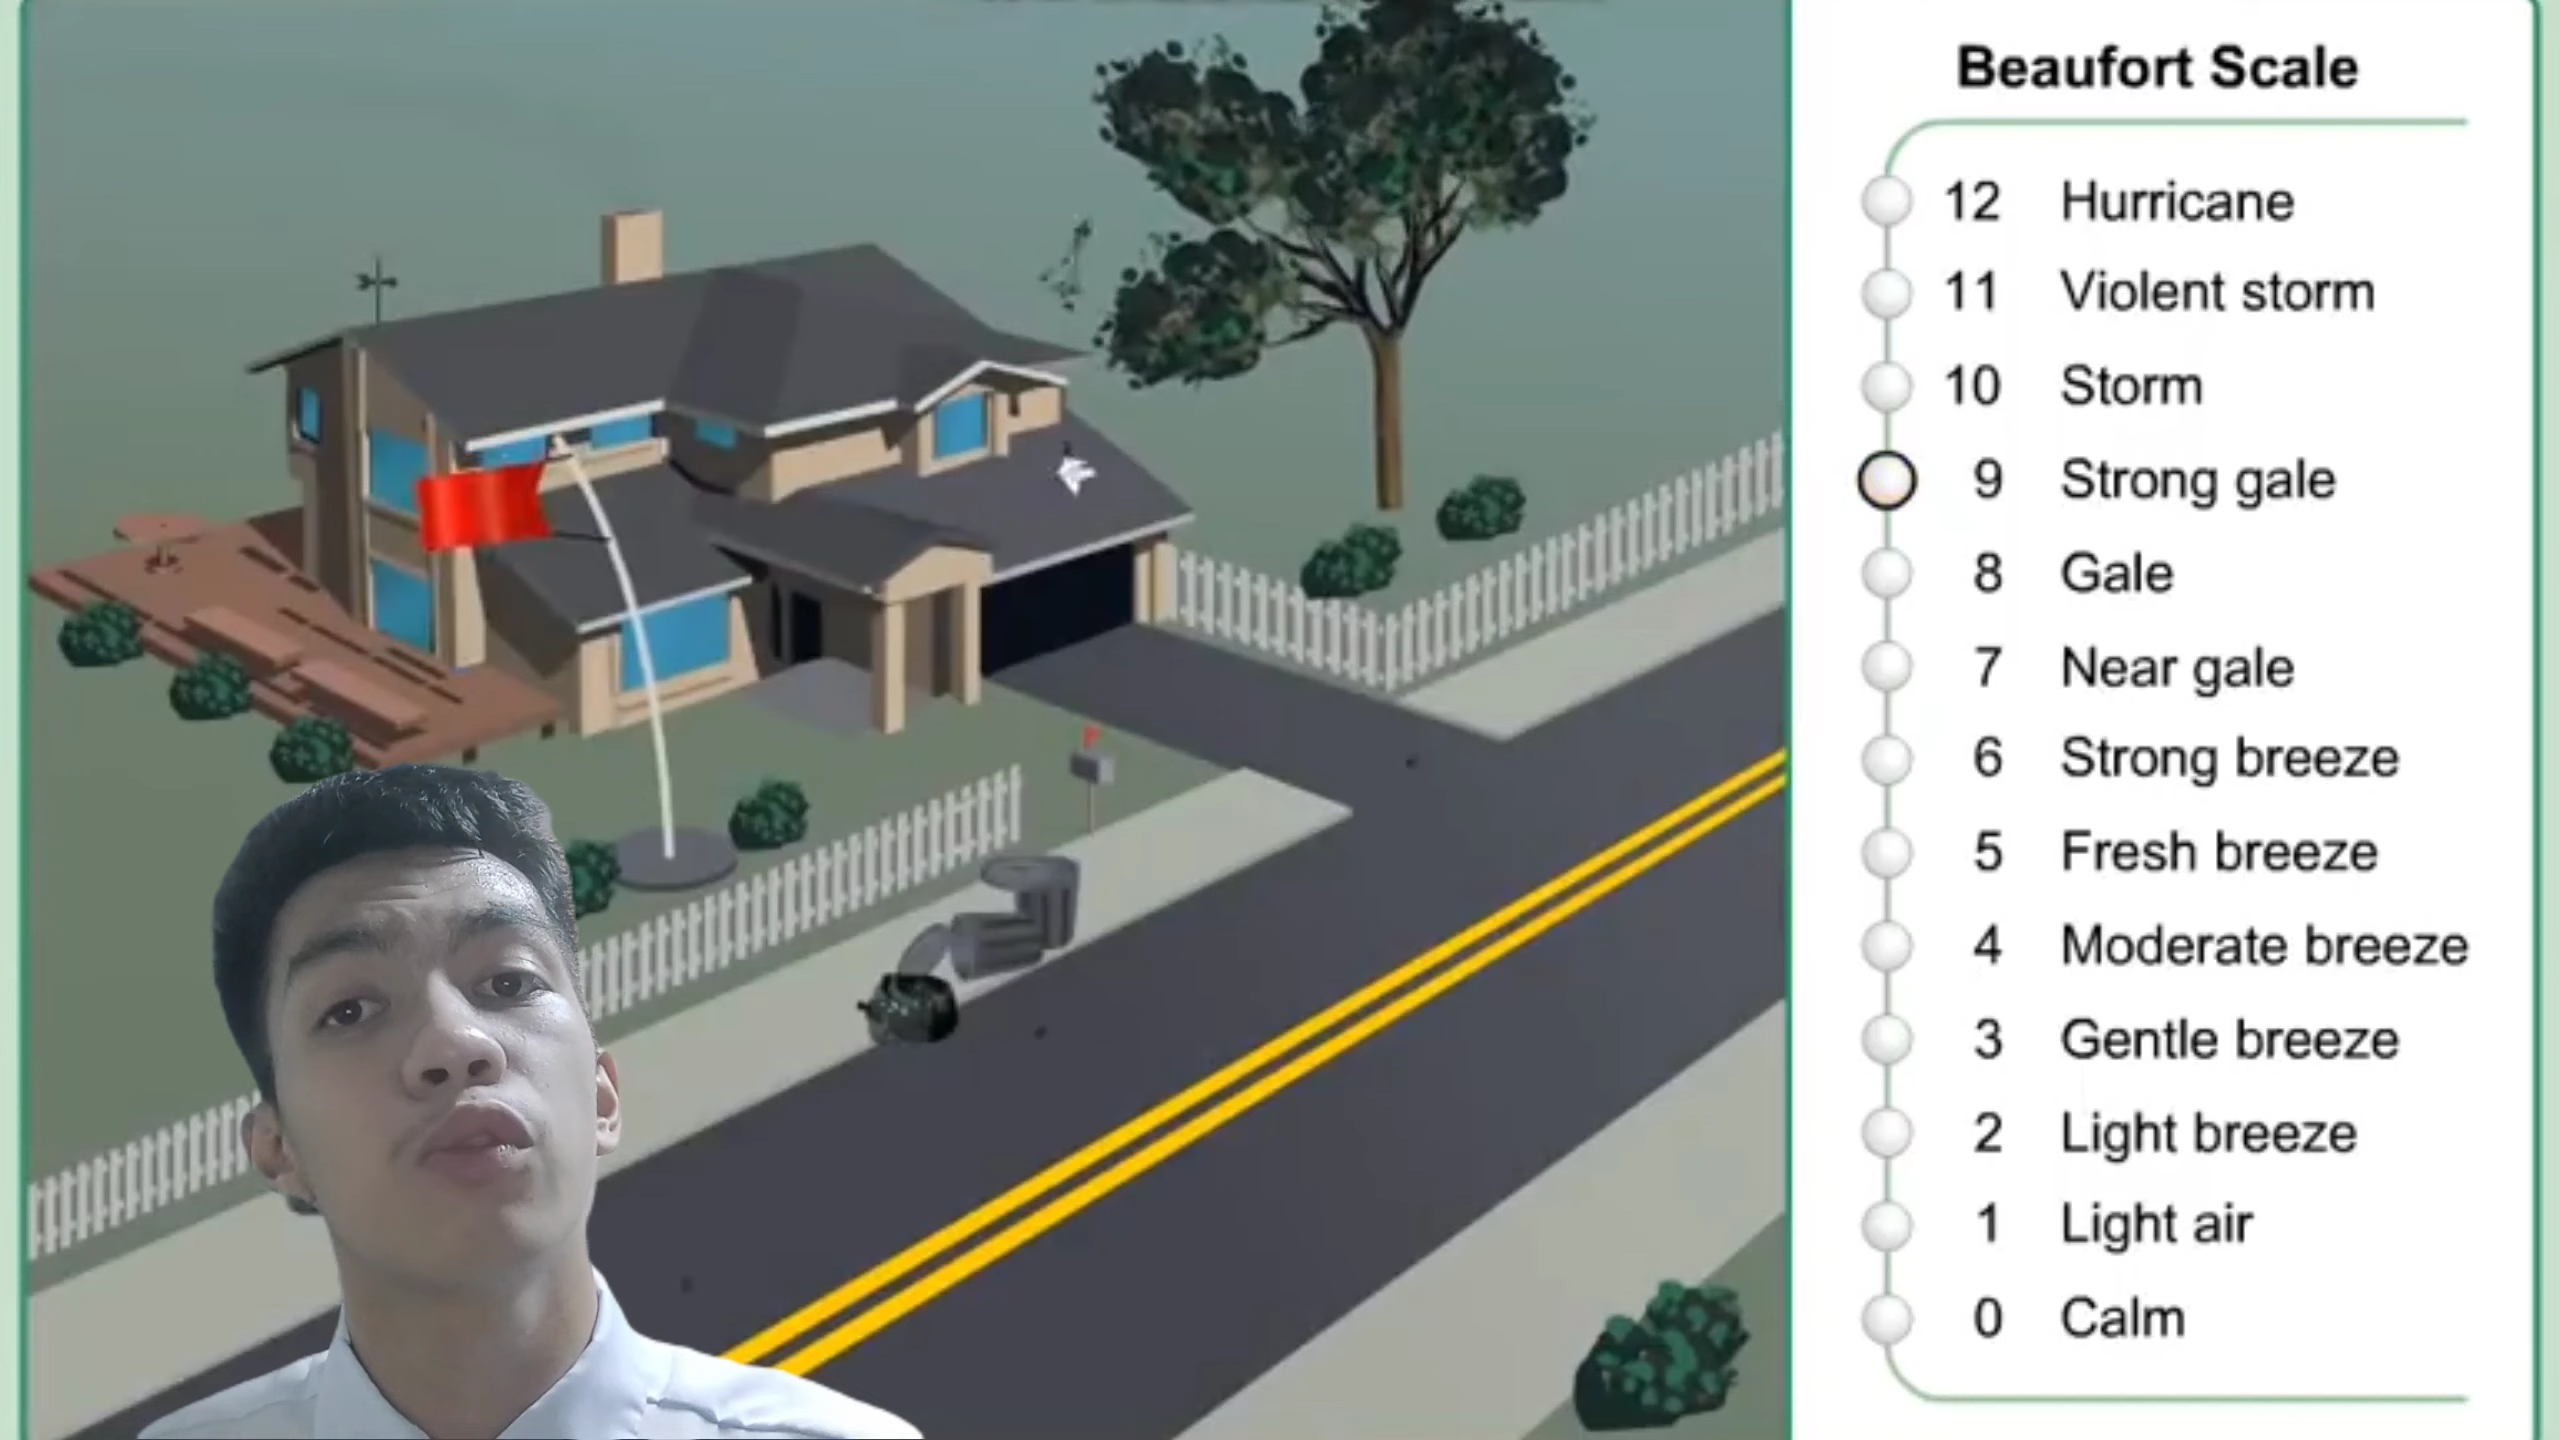 Beaufort Scale
12 Hurricane
11 Violent storm
10 Storm
9 Strong gale
8 Gale
7 Near gale
6 Strong breeze
5 Fresh breeze
4 Moderate breeze
3 Gentle breeze
2 Light breeze
1 Light air
0 Calm